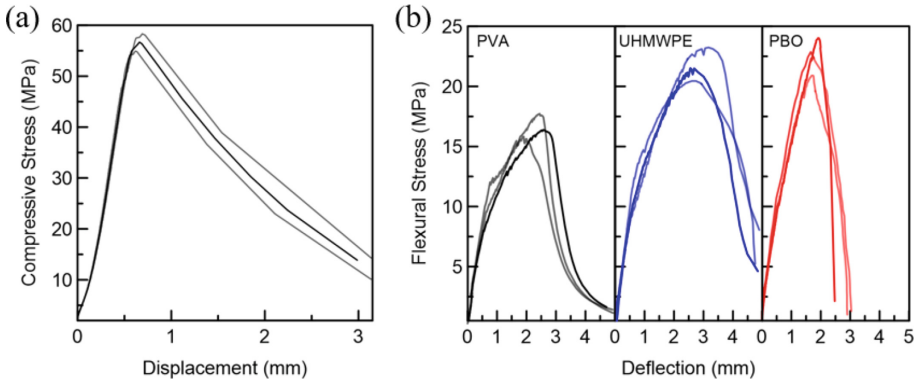 (a)
Compressive Stress (MPa)
60
50
40
30
20
10
0 1 2 3
Displacement (mm)
(b)
Flexural Stress (MPa)
25
20
15
10
5
PVA UHMWPE PBO
0 1 2 3 4 0 1 2 3 4 0 1 2 3 4 5
Deflection (mm)